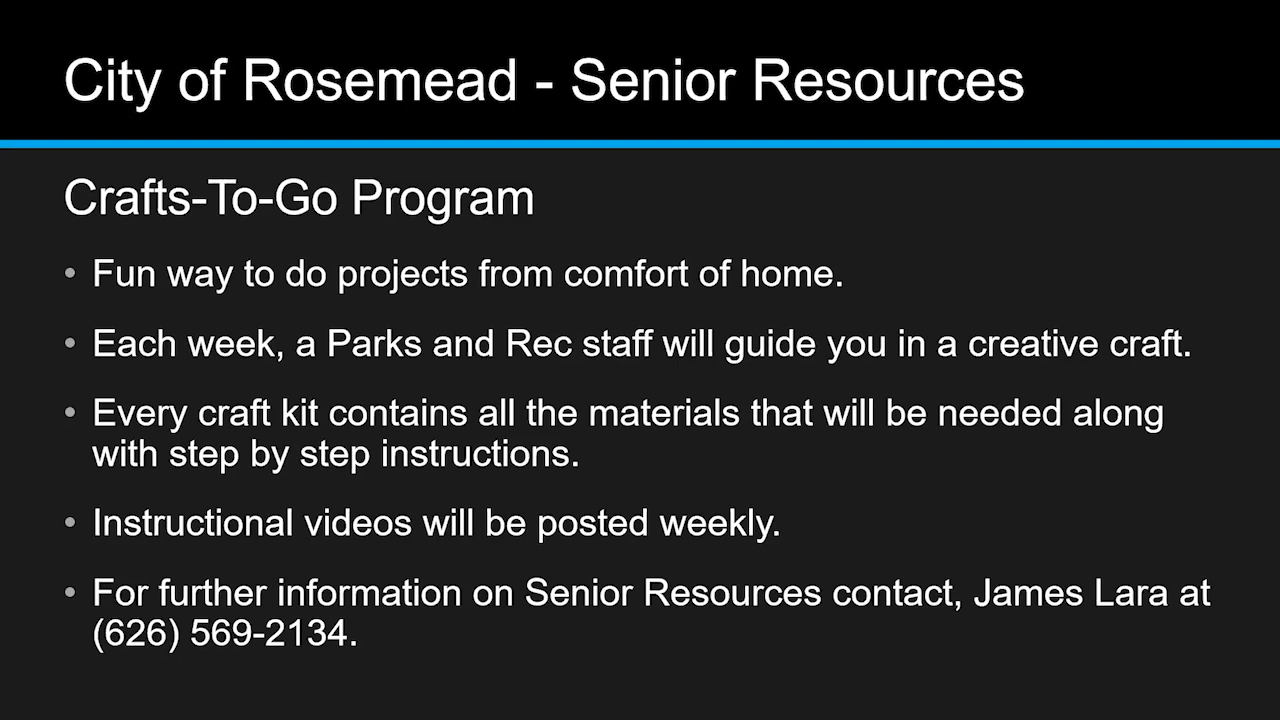 City of Rosemead - Senior Resources
Crafts-To-Go Program
• Fun way to do projects from comfort of home.
• Each week, a Parks and Rec staff will guide you in a creative craft.
• Every craft kit contains all the materials that will be needed along
with step by step instructions.
• Instructional videos will be posted weekly.
• For further information on Senior Resources contact, James Lara at
(626) 569-2134.